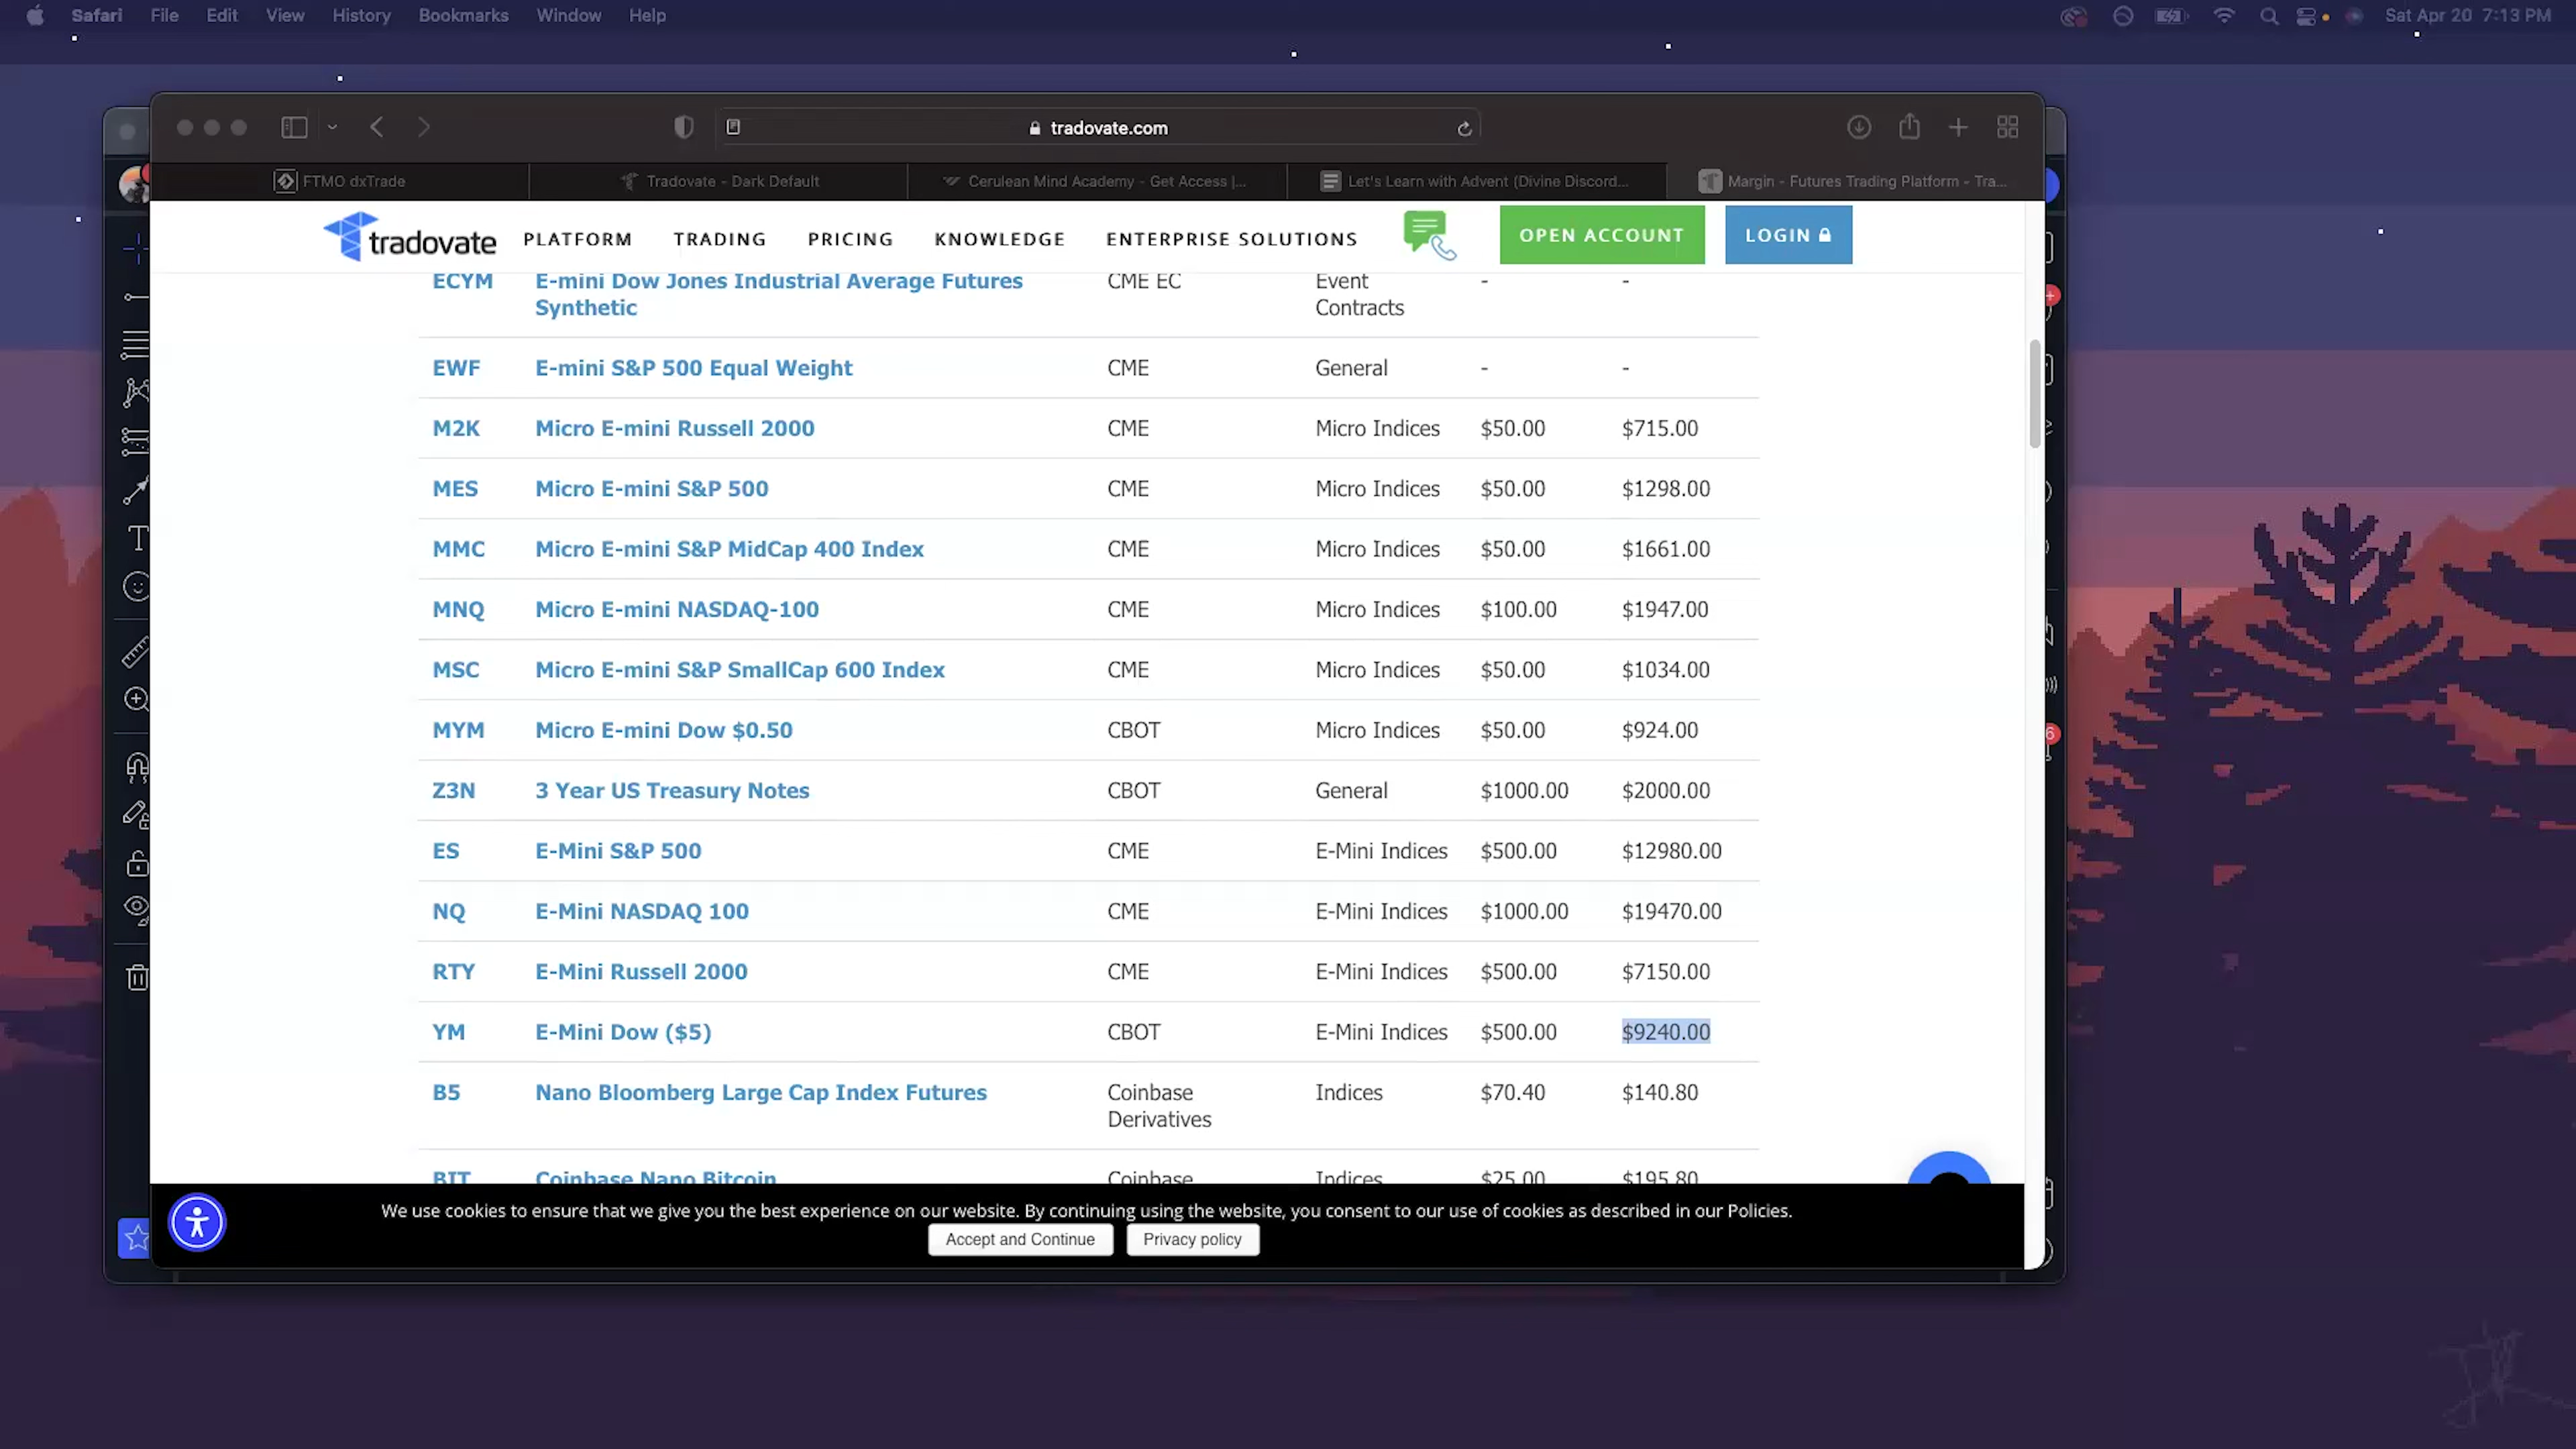 Safari File Edit View History Bookmarks Window Help Sat Apr 20 7:13 PM
tradovate.com
FTMO dxTrade Tradovate - Dark Default Cerulean Mind Academy - Get Access |... Let's Learn with Advent (Divine Discord... Margin - Futures Trading Platform - Tra...
tradovate PLATFORM TRADING PRICING KNOWLEDGE ENTERPRISE SOLUTIONS OPEN ACCOUNT LOGIN
ECYM E-mini Dow Jones Industrial Average Futures CME EC Event - -
Synthetic Contracts
EWF E-mini S&P 500 Equal Weight CME General - -
M2K Micro E-mini Russell 2000 CME Micro Indices $50.00 $715.00
MES Micro E-mini S&P 500 CME Micro Indices $50.00 $1298.00
MMC Micro E-mini S&P MidCap 400 Index CME Micro Indices $50.00 $1661.00
MNQ Micro E-mini NASDAQ-100 CME Micro Indices $100.00 $1947.00
MSC Micro E-mini S&P SmallCap 600 Index CME Micro Indices $50.00 $1034.00
MYM Micro E-mini Dow $0.50 CBOT Micro Indices $50.00 $924.00
Z3N 3 Year US Treasury Notes CBOT General $1000.00 $2000.00
ES E-Mini S&P 500 CME E-Mini Indices $500.00 $12980.00
NQ E-Mini NASDAQ 100 CME E-Mini Indices $1000.00 $19470.00
RTY E-Mini Russell 2000 CME E-Mini Indices $500.00 $7150.00
YM E-Mini Dow ($5) CBOT E-Mini Indices $500.00 $9240.00
B5 Nano Bloomberg Large Cap Index Futures Coinbase Indices $70.40 $140.80
Derivatives
BIT Coinbase Nano Bitcoin Coinbase Indices $25.00 $195.80
We use cookies to ensure that we give you the best experience on our website. By continuing using the website, you consent to our use of cookies as described in our Policies.
Accept and Continue Privacy policy